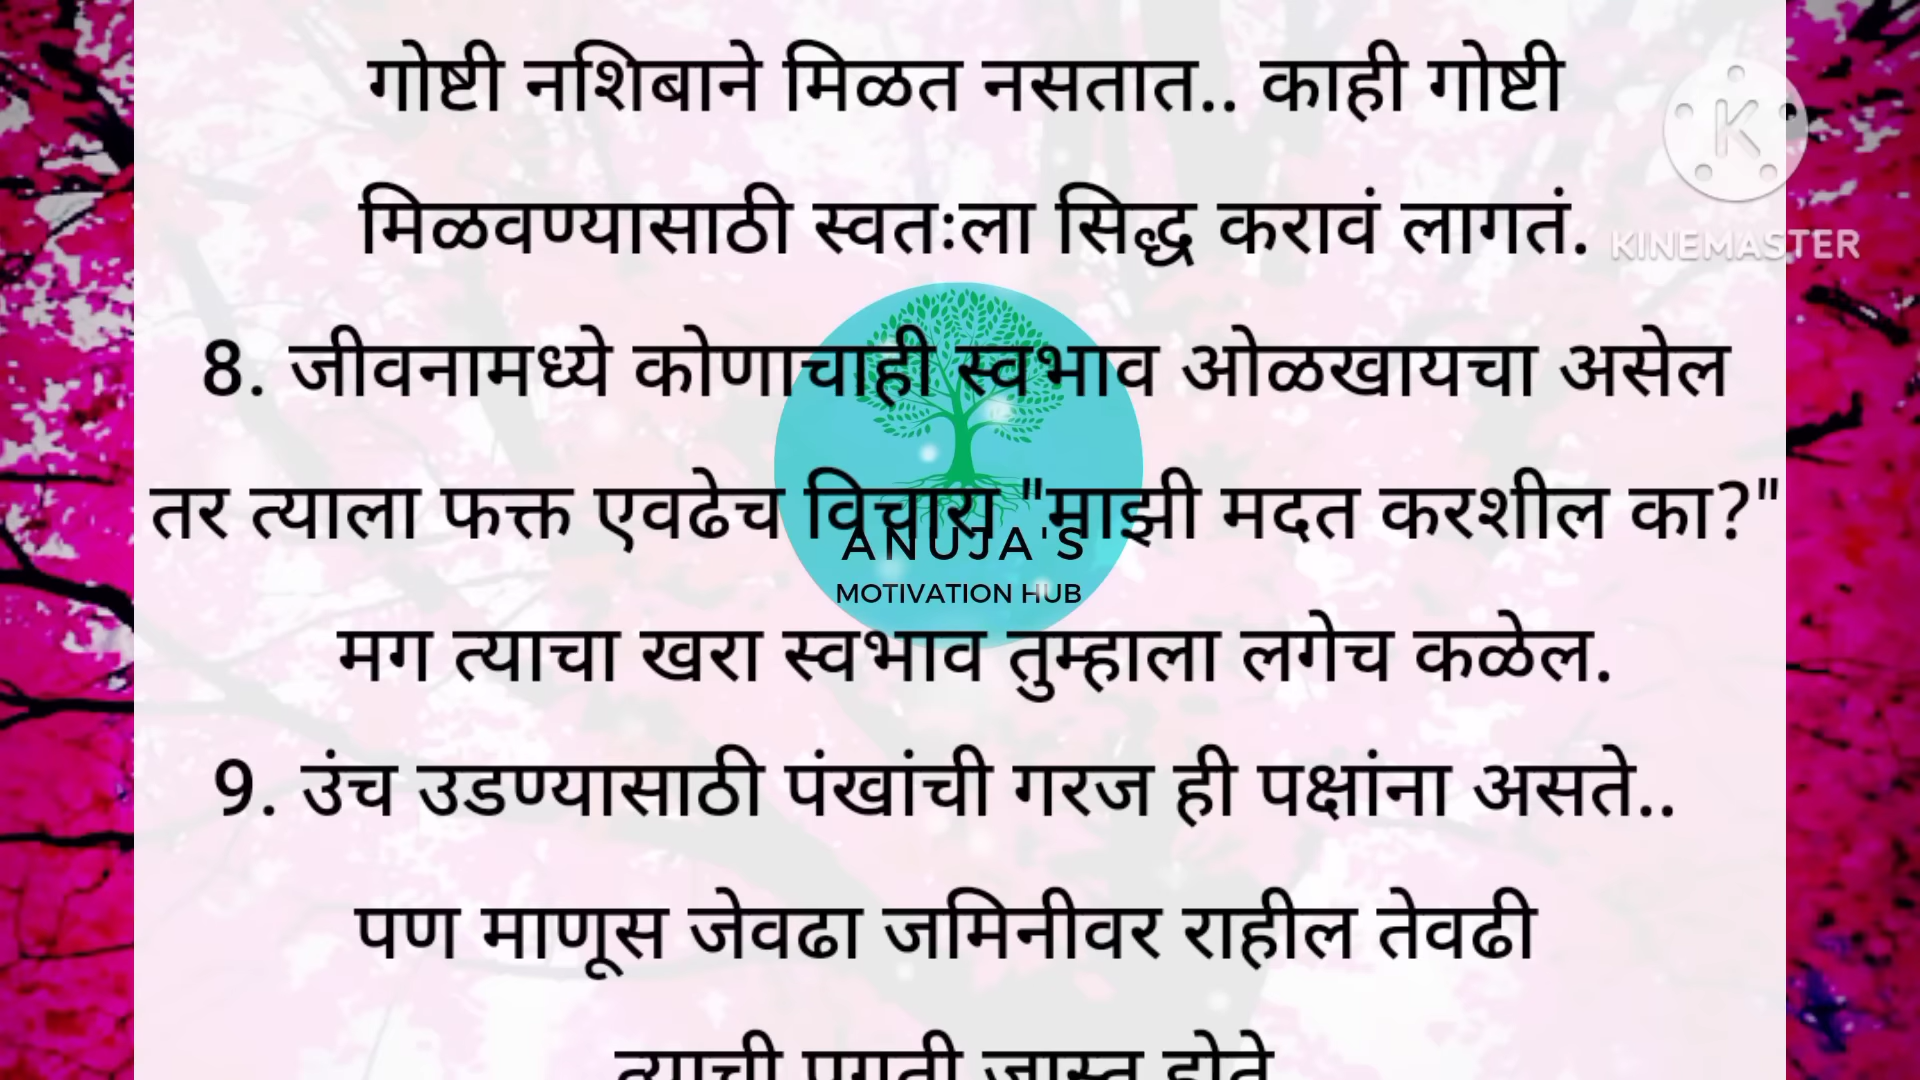 गोष्टी नशिबाने मिळत नसतात.. काही गोष्टी
मिळवण्यासाठी स्वतःला सिद्ध करावं लागतं.
KINEMASTER
8. जीवनामध्ये कोणाचाही स्वभाव ओळखायचा असेल
तर त्याला फक्त एवढेच विचारा "माझी मदत करशील का?"
ANUJA'S
MOTIVATION HUB
मग त्याचा खरा स्वभाव तुम्हाला लगेच कळेल.
9. उंच उडण्यासाठी पंखांची गरज ही पक्षांना असते..
पण माणूस जेवढा जमिनीवर राहील तेवढी
त्याची प्रगती जास्त होते